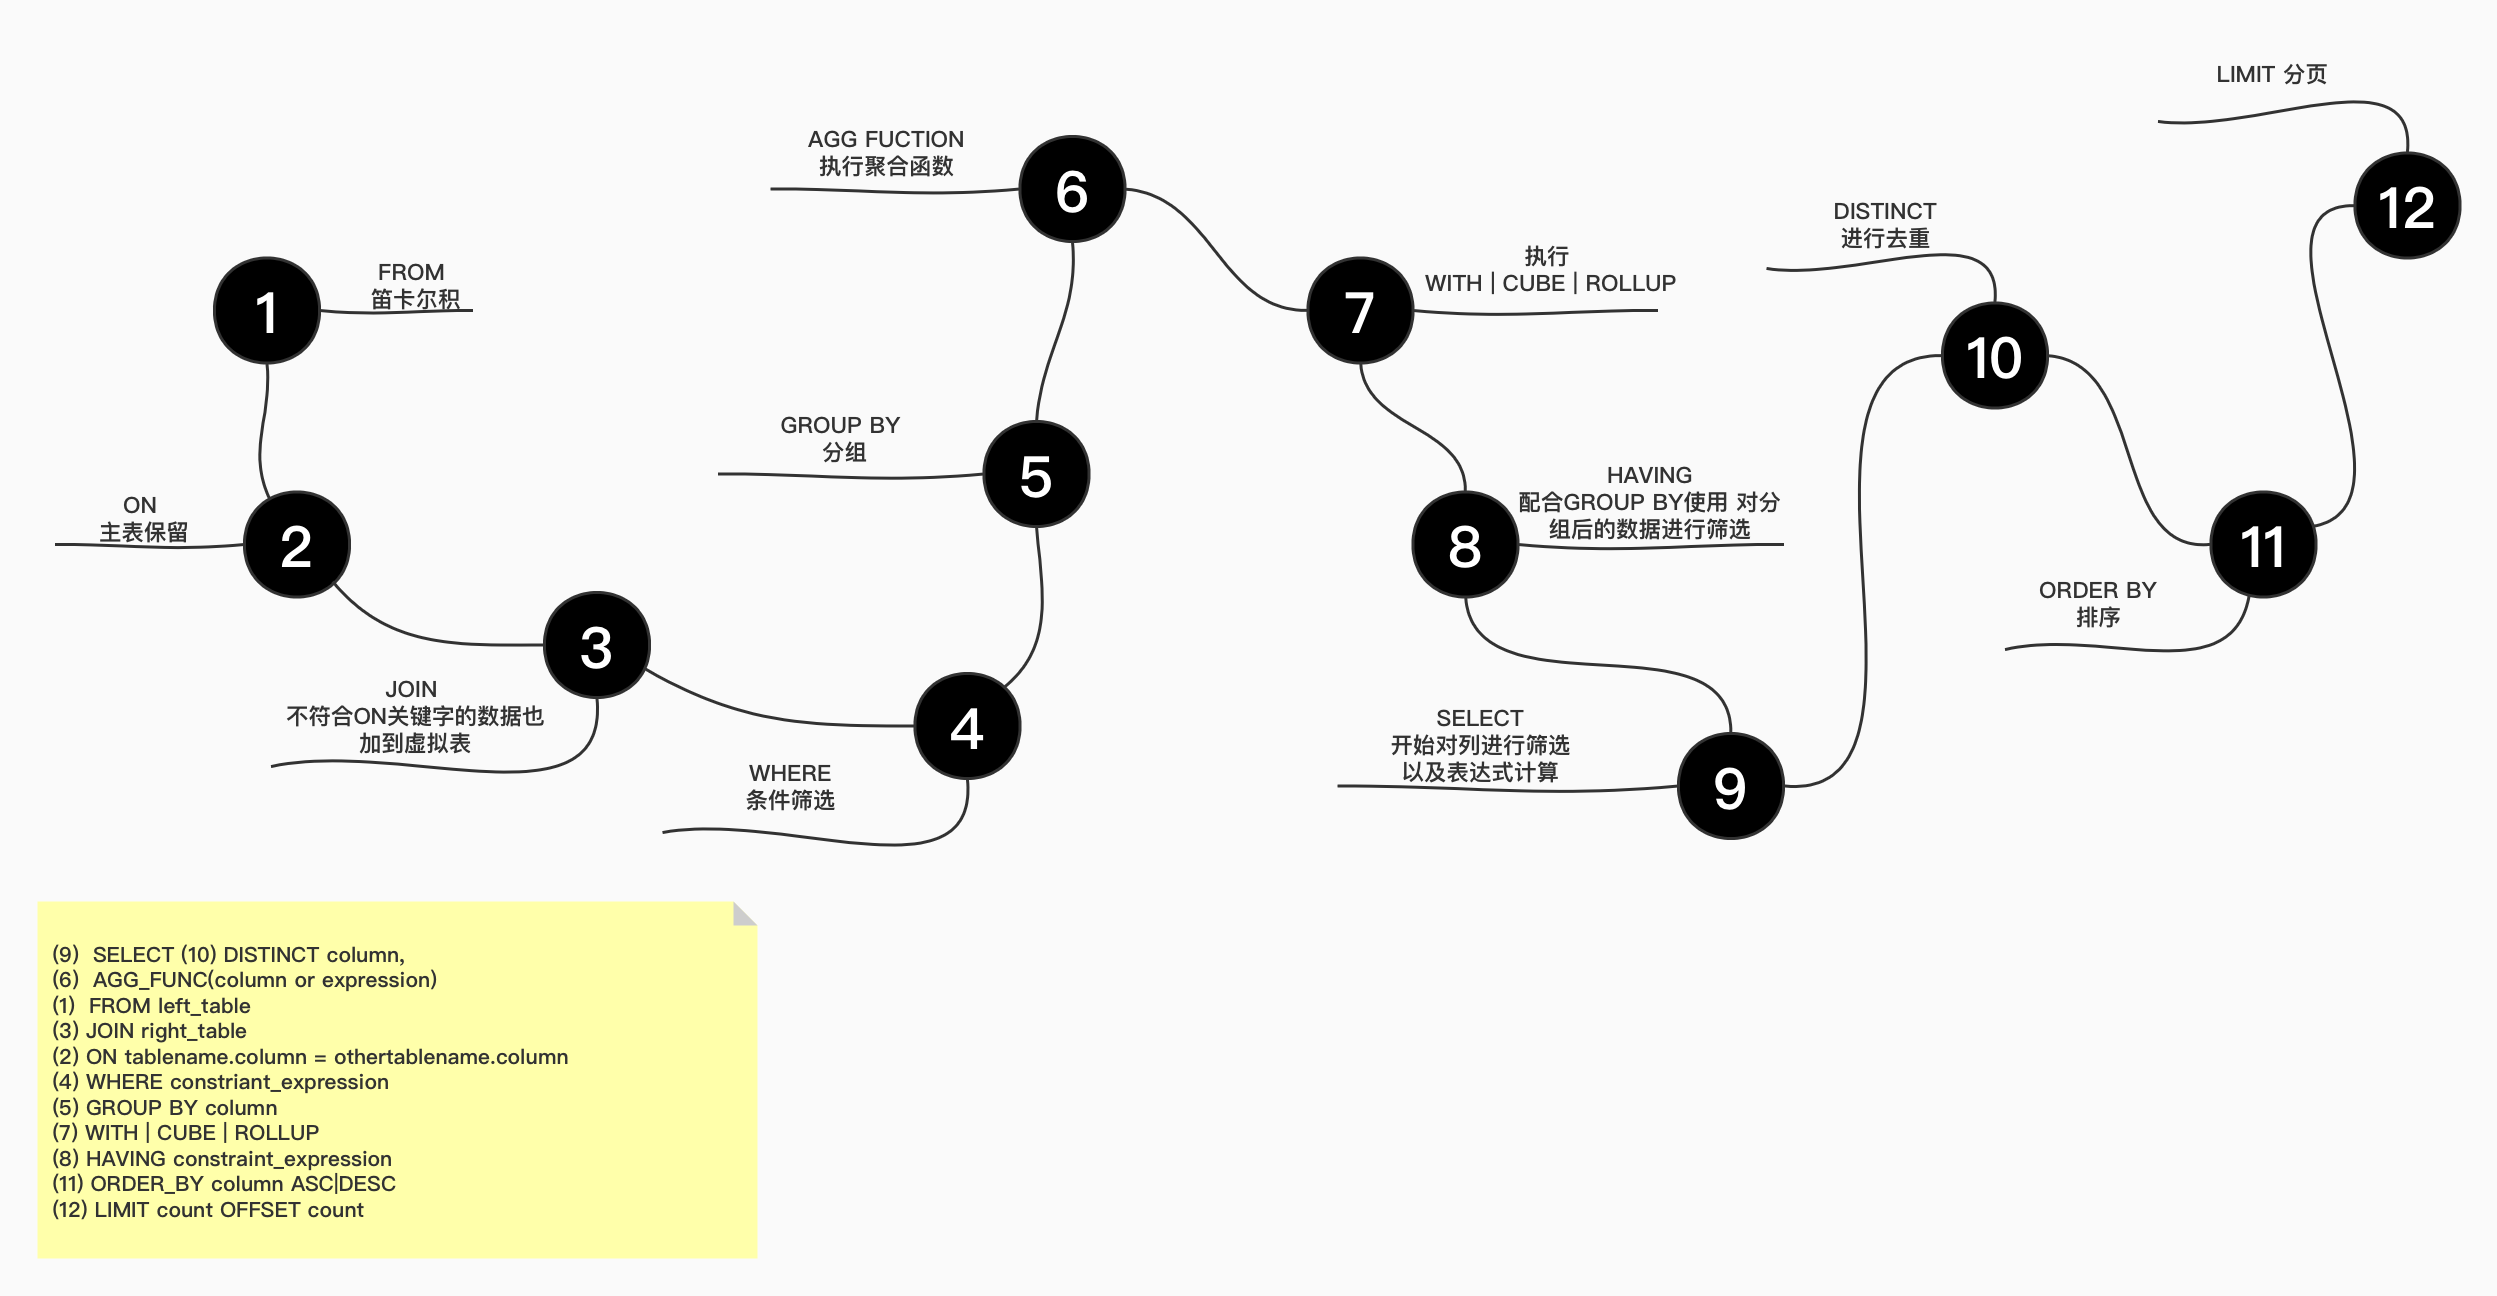 1
FROM
笛卡尔积
2
ON
主表保留
3
JOIN
不符合ON关键字的数据也
加到虚拟表
4
WHERE
条件筛选
5
GROUP BY
分组
6
AGG FUCTION
执行聚合函数
7
执行
WITH | CUBE | ROLLUP
8
HAVING
配合GROUP BY使用 对分
组后的数据进行筛选
9
SELECT
开始对列进行筛选
以及表达式计算
10
DISTINCT
进行去重
11
ORDER BY
排序
12
LIMIT 分页
(9) SELECT (10) DISTINCT column,
(6) AGG_FUNC(column or expression)
(1) FROM left_table
(3) JOIN right_table
(2) ON tablename.column = othertablename.column
(4) WHERE constriant_expression
(5) GROUP BY column
(7) WITH | CUBE | ROLLUP
(8) HAVING constraint_expression
(11) ORDER_BY column ASC|DESC
(12) LIMIT count OFFSET count